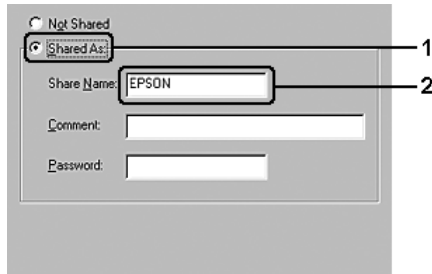 Not Shared
Shared As: 1
Share Name: EPSON 2
Comment:
Password: